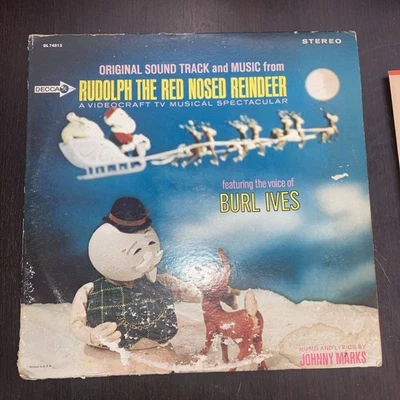 DL 74815
STEREO
ORIGINAL SOUND TRACK and MUSIC from
DECCA
RUDOLPH THE RED NOSED REINDEER
A VIDEOCRAFT TV MUSICAL SPECTACULAR
featuring the voice of
BURL IVES
MUSIC AND LYRICS BY
JOHNNY MARKS